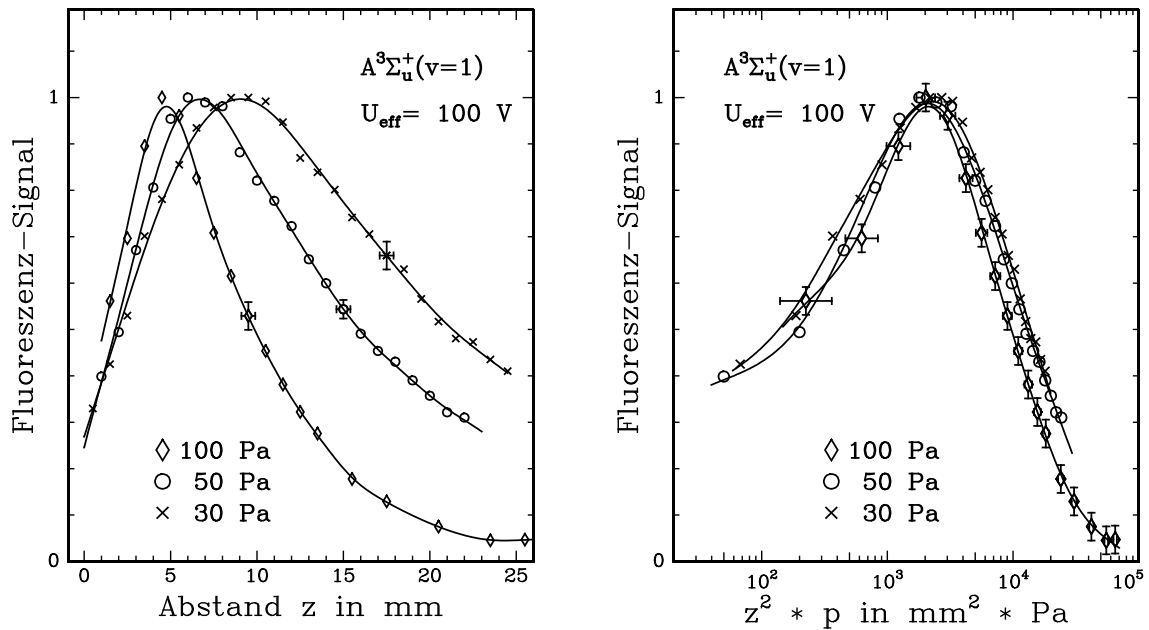 A³Σᵤ⁺(v=1)
U_eff= 100 V
Fluoreszenz-Signal
1
0
100 Pa
50 Pa
30 Pa
0 5 10 15 20 25
Abstand z in mm
A³Σᵤ⁺(v=1)
U_eff= 100 V
Fluoreszenz-Signal
1
0
100 Pa
50 Pa
30 Pa
10² 10³ 10⁴ 10⁵
z² * p in mm² * Pa